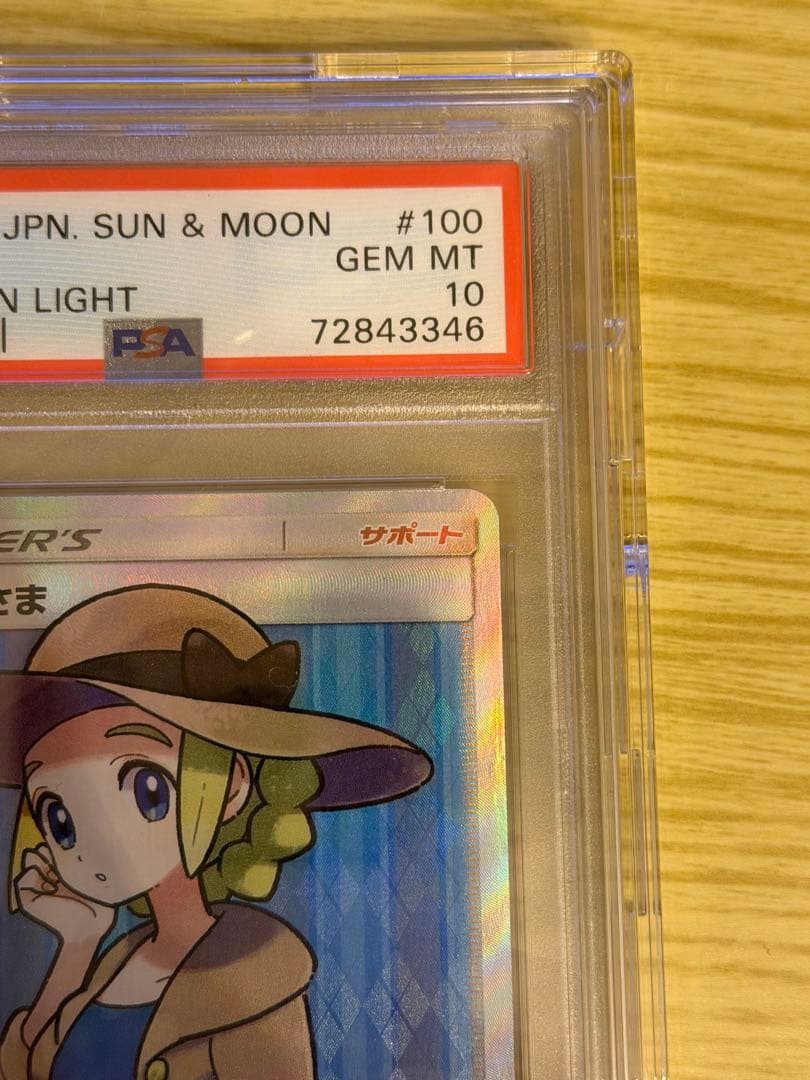 JPN. SUN & MOON #100
GEM MT
N LIGHT 10
PSA 72843346
ER'S サポート
さま